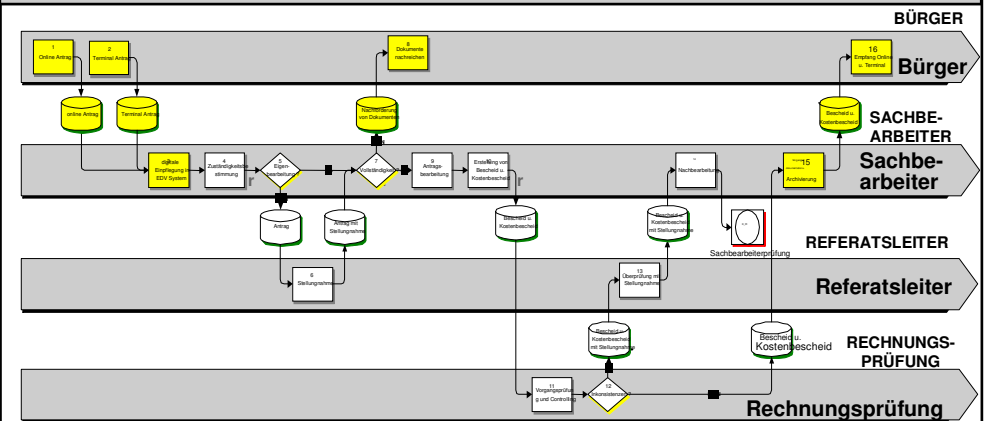 BÜRGER
1
Online Antrag
2
Terminal Antrag
8
Dokumente
nachreichen
16
Empfang Online
u. Terminal
Bürger
online Antrag
Terminal Antrag
Nachforderung
von Dokumenten
Bescheid u.
Kostenbescheid
SACHBE-
ARBEITER
3
digitale
Einpflegung in
EDV System
4
Zuständigkeitsbe
stimmung
r
5
Eigen-
bearbeitung?
7
Vollständigkeit?
9
Antrags-
bearbeitung
10
Erstellung von
Bescheid u.
Kostenbescheid
r
Nachbearbeitung
15
Archivierung
Sachbe-
arbeiter
Antrag
Antrag mit
Stellungnahme
Bescheid u.
Kostenbescheid
Bescheid u.
Kostenbescheid
mit Stellungnahme
Sachbearbeiterprüfung
REFERATSLEITER
6
Stellungnahme
13
Überprüfung mit
Stellungnahme
Referatsleiter
Bescheid u.
Kostenbescheid
mit Stellungnahme
Bescheid u.
Kostenbescheid
RECHNUNGS-
PRÜFUNG
11
Vorgangsprüfun
g und Controlling
12
Inkonsistenzen?
Rechnungsprüfung